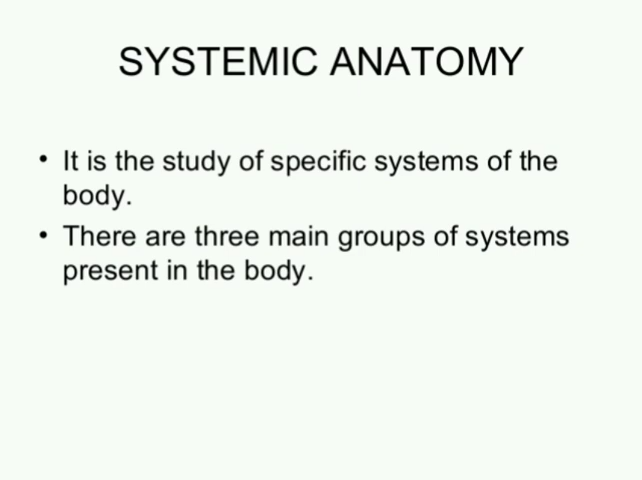 SYSTEMIC ANATOMY
• It is the study of specific systems of the
body.
• There are three main groups of systems
present in the body.